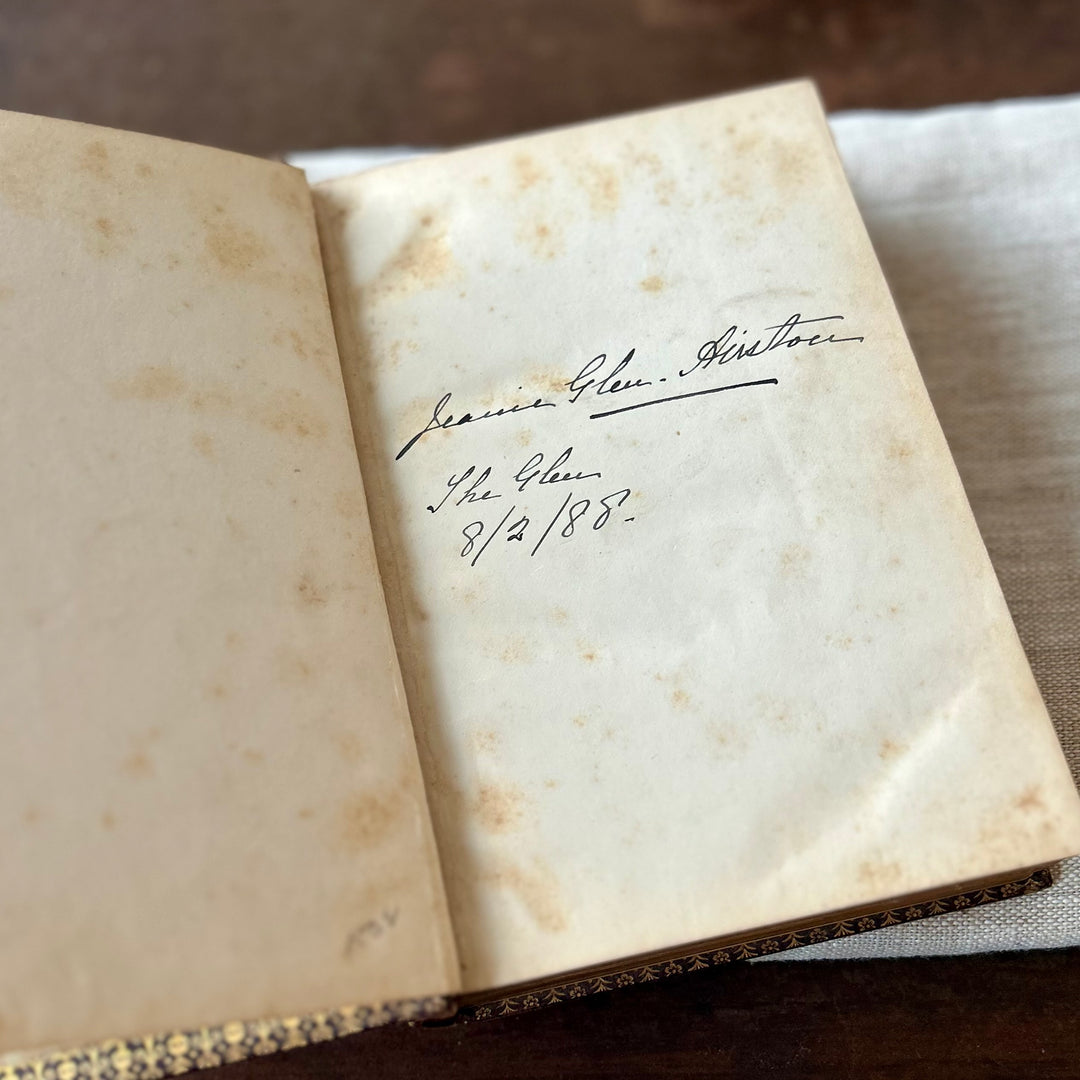 Jeanie Glen-Airston
The Glen
8/2/88.